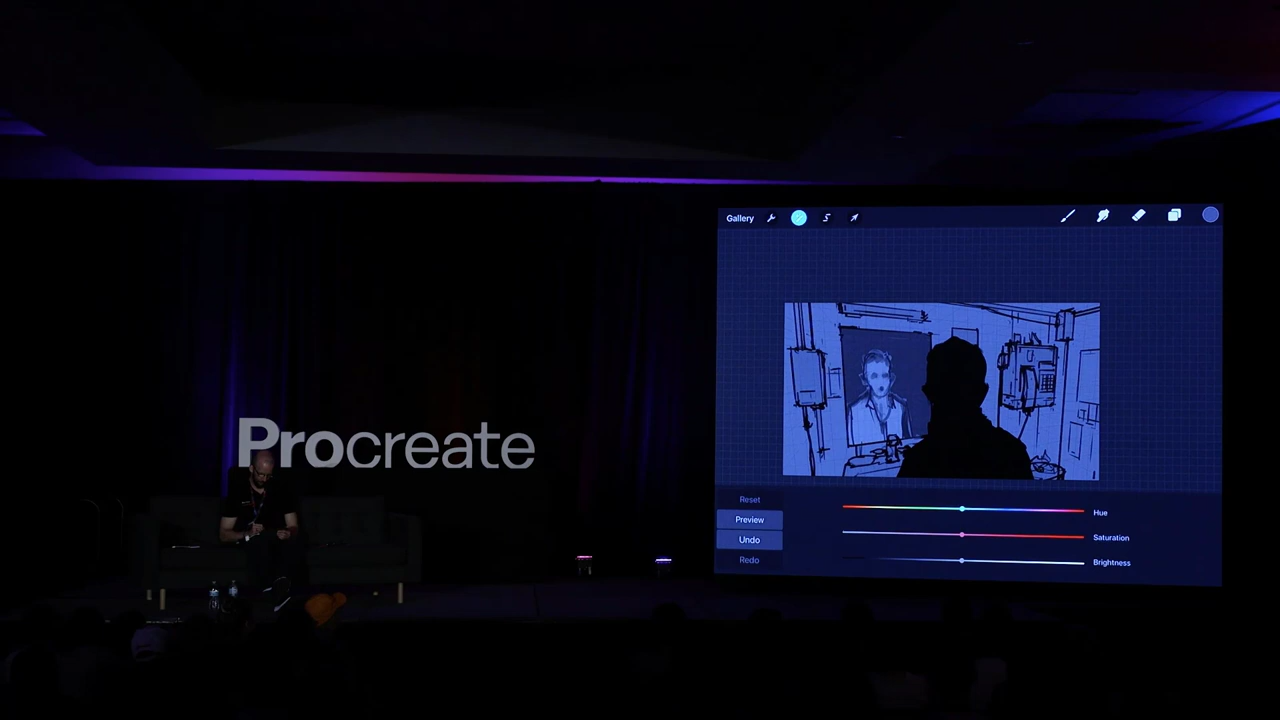 Procreate
Gallery
Reset
Preview
Undo
Redo
Hue
Saturation
Brightness